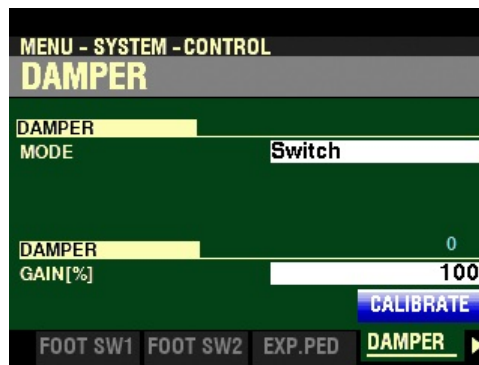 MENU - SYSTEM - CONTROL
DAMPER
DAMPER
MODE Switch
DAMPER 0
GAIN[%] 100
CALIBRATE
FOOT SW1 FOOT SW2 EXP.PED DAMPER